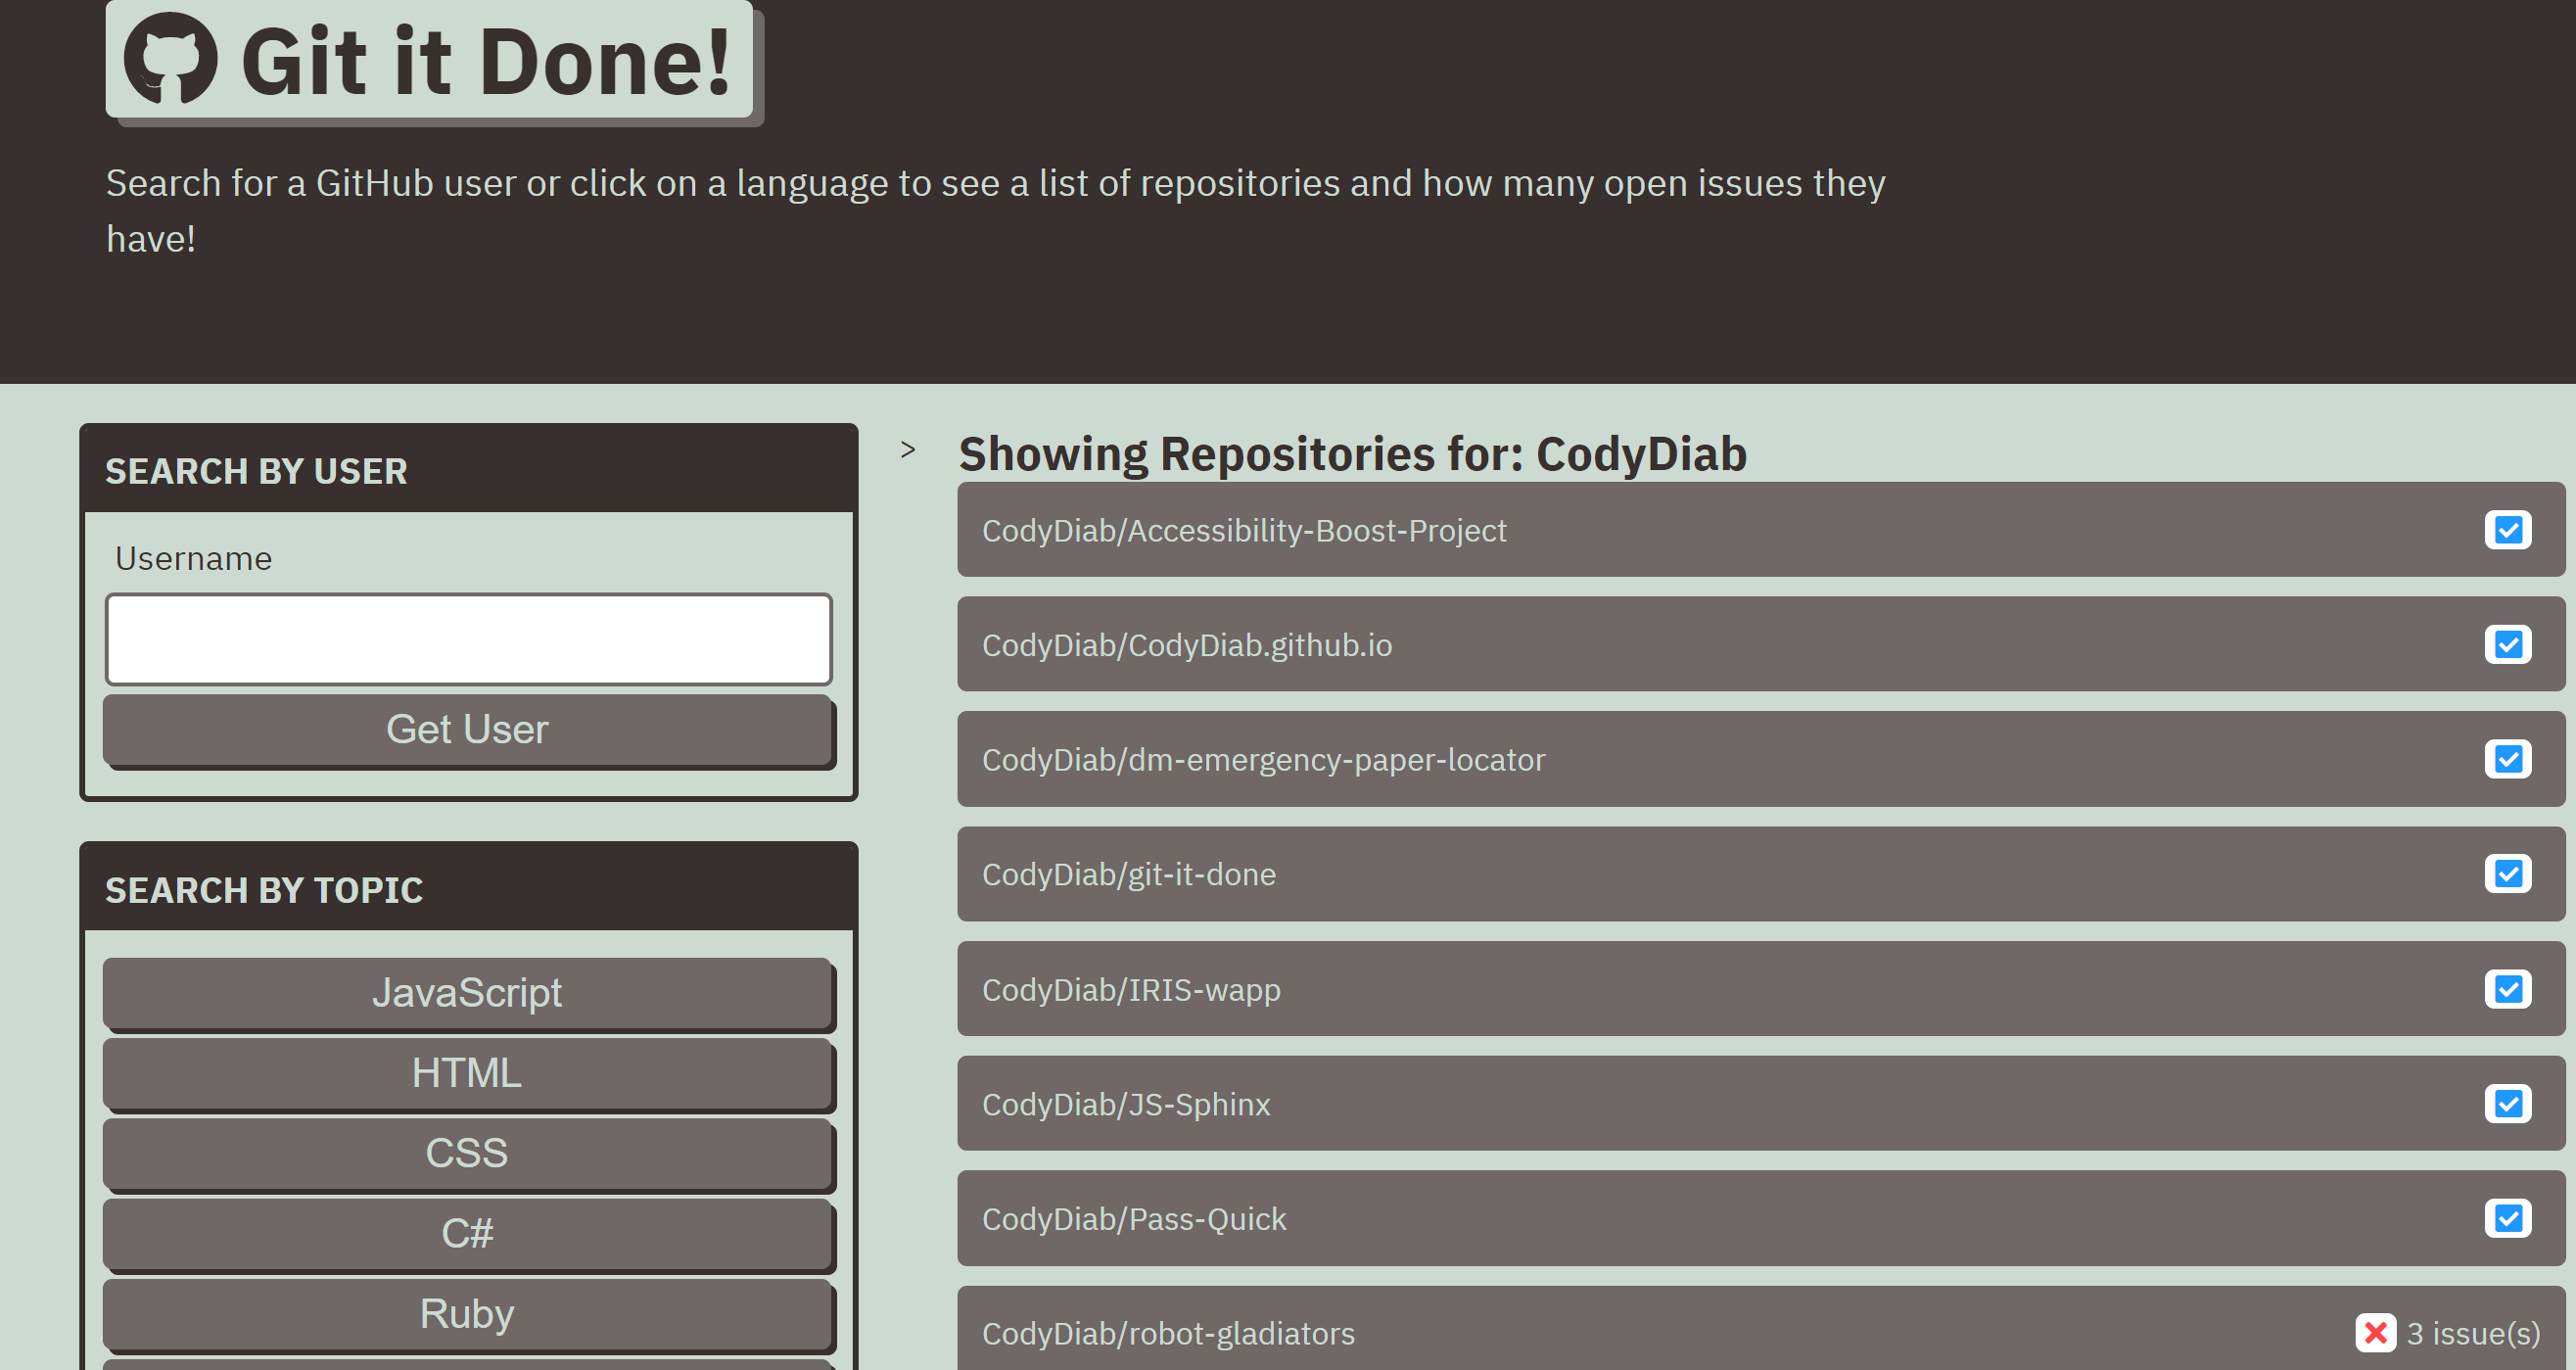 Git it Done!
Search for a GitHub user or click on a language to see a list of repositories and how many open issues they
have!
SEARCH BY USER
Username
Get User
SEARCH BY TOPIC
JavaScript
HTML
CSS
C#
Ruby
>
Showing Repositories for: CodyDiab
CodyDiab/Accessibility-Boost-Project
CodyDiab/CodyDiab.github.io
CodyDiab/dm-emergency-paper-locator
CodyDiab/git-it-done
CodyDiab/IRIS-wapp
CodyDiab/JS-Sphinx
CodyDiab/Pass-Quick
CodyDiab/robot-gladiators
3 issue(s)